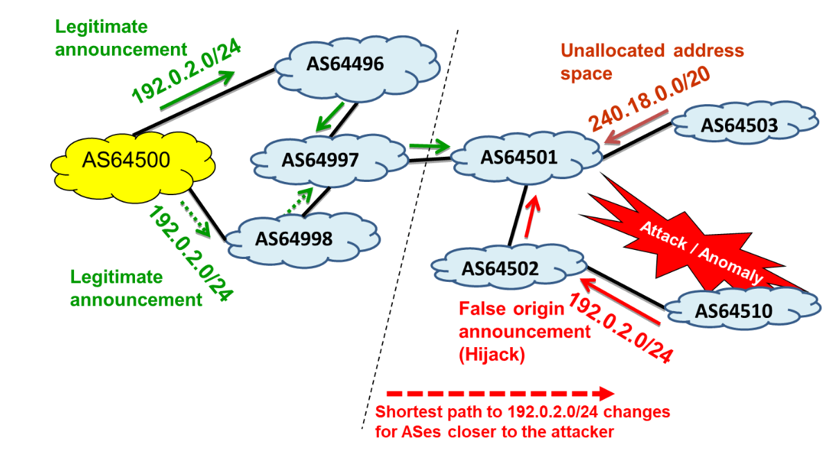 Legitimate
announcement
192.0.2.0/24
AS64496
Unallocated address
space
240.18.0.0/20
AS64503
AS64500
AS64997
AS64501
192.0.2.0/24
AS64998
Legitimate
announcement
AS64502
Attack / Anomaly
AS64510
False origin
announcement
(Hijack)
192.0.2.0/24
Shortest path to 192.0.2.0/24 changes
for ASes closer to the attacker